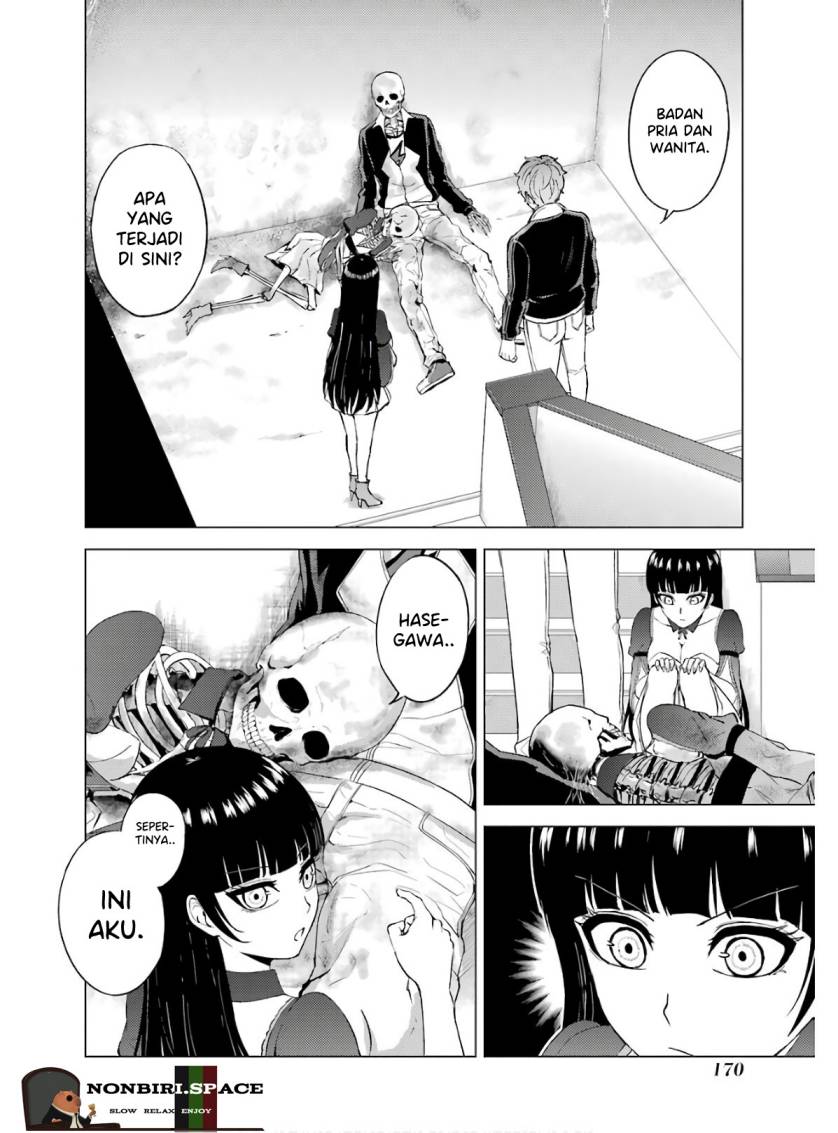 BADAN
PRIA DAN
WANITA.
APA
YANG
TERJADI
DI SINI?
HASE-
GAWA..
SEPER-
TINYA..
INI
AKU.
170
NONBIRI.SPACE
SLOW RELAX ENJOY